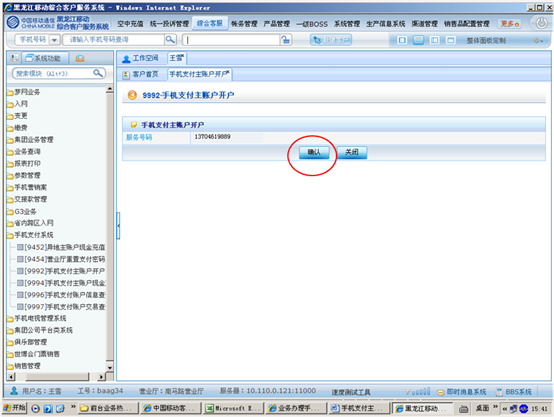 黑龙江移动综合客户服务系统 - Windows Internet Explorer
中国移动通信 CHINA MOBILE 黑龙江移动 综合客户服务系统 空中充值 统一投诉管理 综合客服 帐务管理 产品管理 一级BOSS 系统管理 生产信息系统 渠道管理 销售品配置管理 更多
手机号码 请输入手机号码查询 整体面板定制
系统功能 工作空间 王雪
搜索模块 (Alt+3) 客户首页 手机支付主账户开户
梦网业务
入网
变更
缴费
集团业务管理
业务查询
报表打印
参数管理
手机营销案
交接款管理
G3业务
省内跨区入网
手机支付系统
[9452]异地主账户现金充值
[9454]营业厅重置支付密码
[9992]手机支付主账户开户
[9994]手机支付主账户现金
[9996]手机支付账户信息查
[9997]手机支付账户交易查
手机电视管理系统
集团公司平台类系统
俱乐部管理
世博会门票销售
销售管理
9992-手机支付主账户开户
手机支付主账户开户
服务号码 13704619889
确认 关闭
用户名：王雪 工号：baag34 营业厅：南马路营业厅 服务器：10.110.0.121:11000 速度测试工具 即时消息系统 BBS系统
开始 前台业务热... 中国移动客... Microsoft E... 业务办理手... 手机支付主... 黑龙江移动... 桌面 15:41